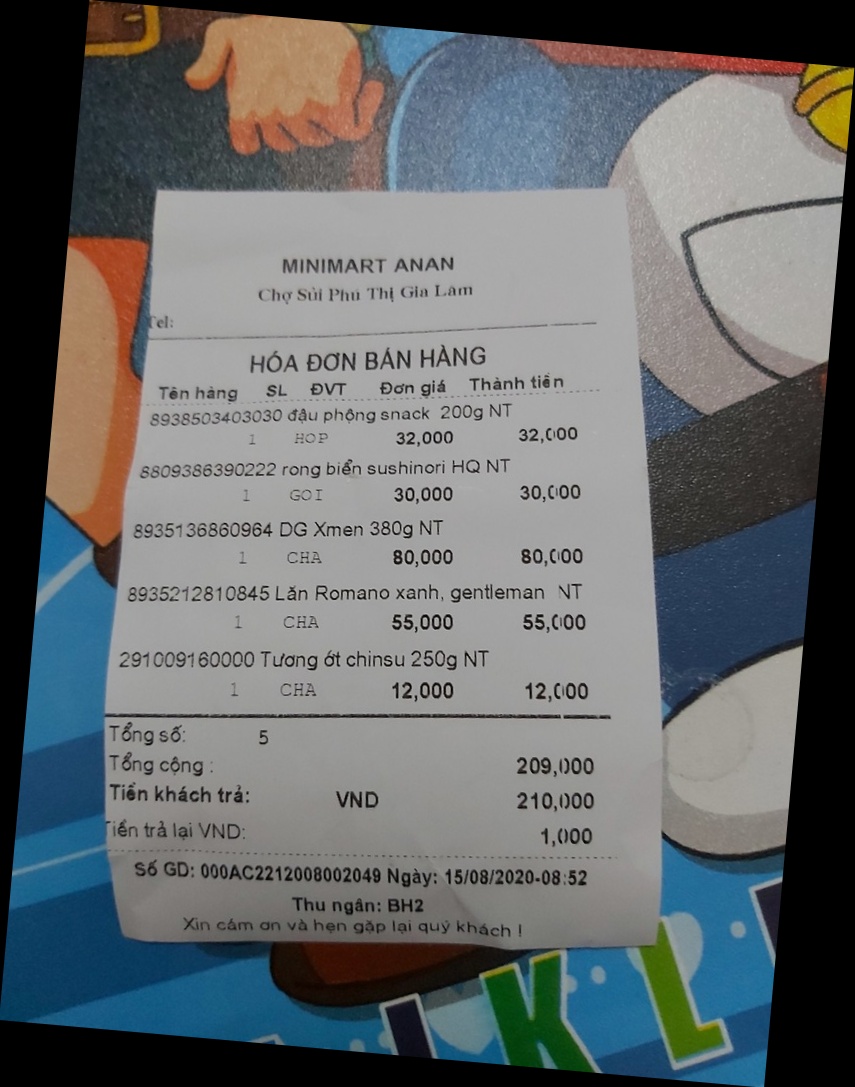 MINIMART ANAN
Chợ Sủi Phú Thị Gia Lâm
Tel:
HÓA ĐƠN BÁN HÀNG
Tên hàng SL ĐVT Đơn giá Thành tiền
8938503403030 đậu phộng snack 200g NT
1 HOP 32,000 32,000
8809386390222 rong biển sushinori HQ NT
1 GOI 30,000 30,000
8935136860964 DG Xmen 380g NT
1 CHA 80,000 80,000
8935212810845 Lăn Romano xanh, gentleman NT
1 CHA 55,000 55,000
291009160000 Tương ớt chinsu 250g NT
1 CHA 12,000 12,000
Tổng số: 5
Tổng cộng : 209,000
Tiền khách trả: VND 210,000
Tiền trả lại VND: 1,000
Số GD: 000AC2212008002049 Ngày: 15/08/2020-08:52
Thu ngân: BH2
Xin cám ơn và hẹn gặp lại quý khách !
K L